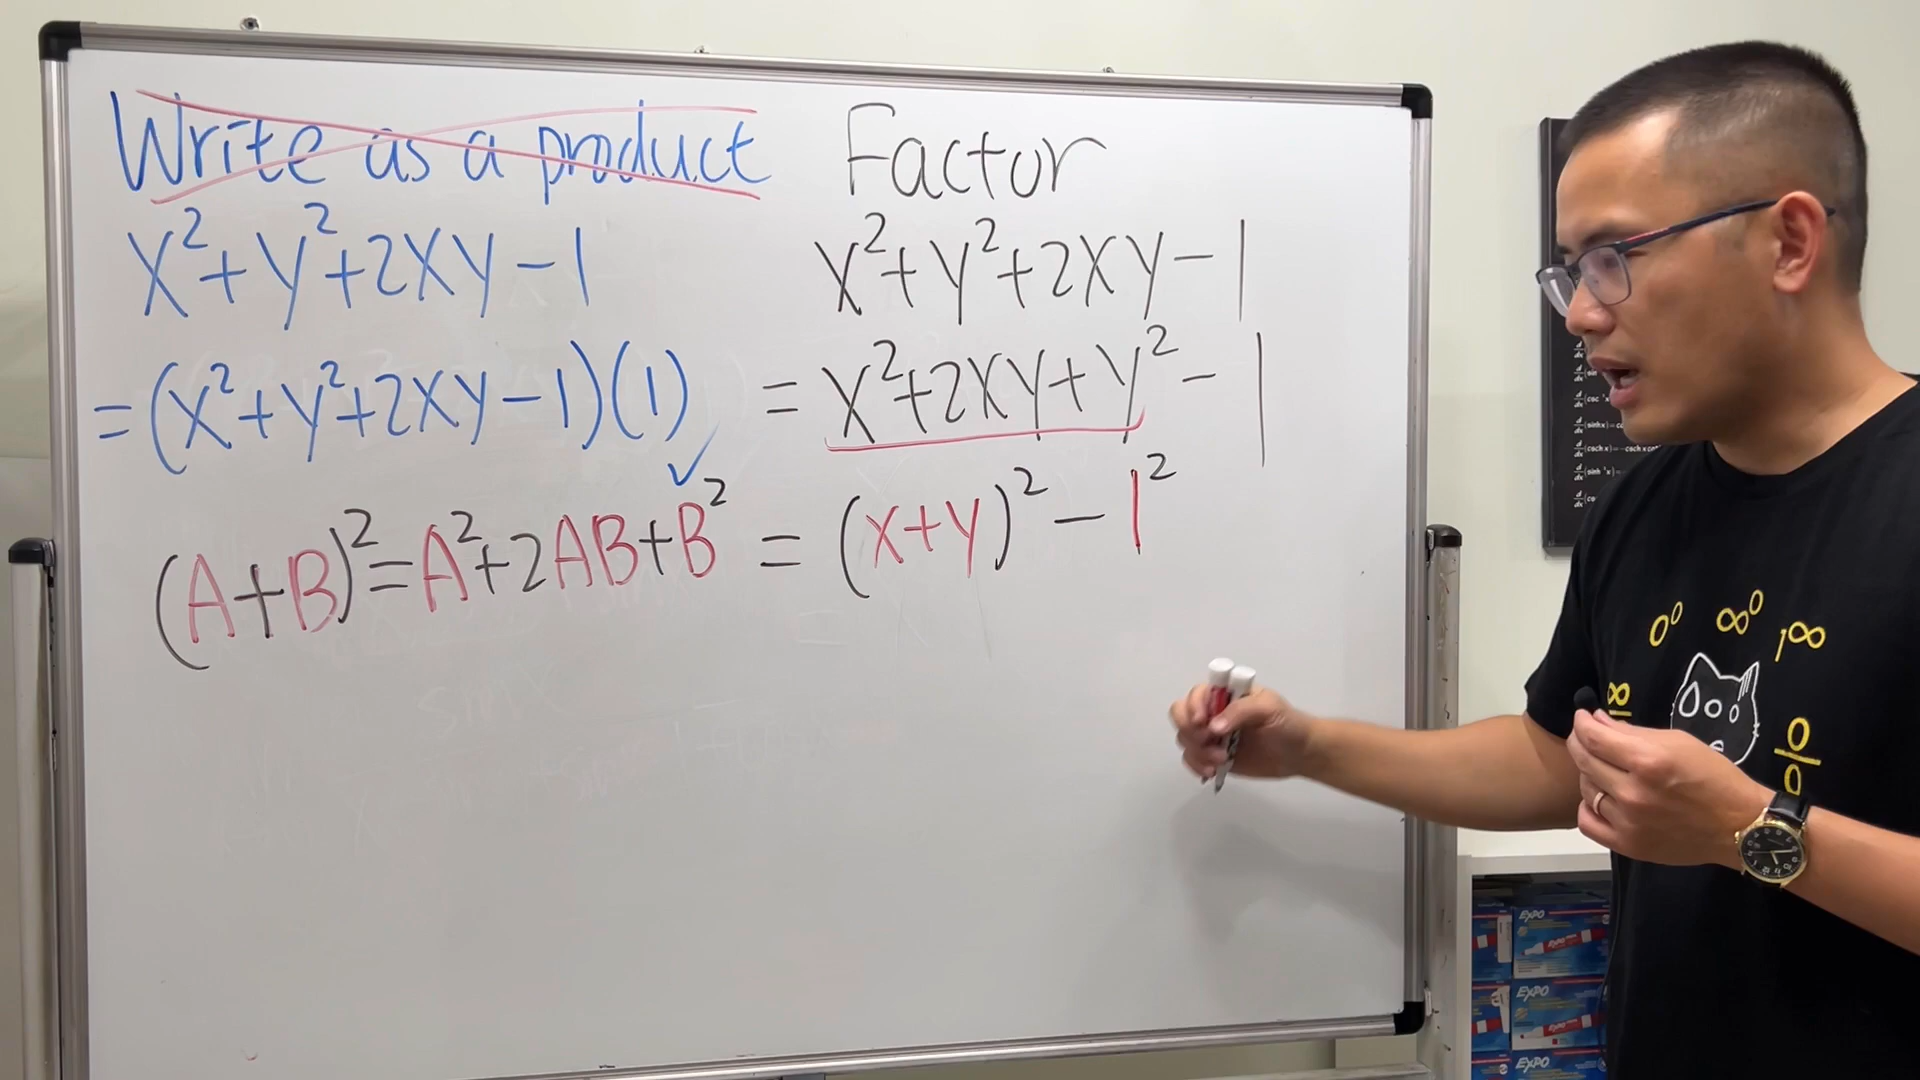 Write as a product
x²+y²+2xy-1
=(x²+y²+2xy-1)(1)✓
(A+B)²=A²+2AB+B²
Factor
x²+y²+2xy-1
=x²+2xy+y²-1
=(x+y)²-1²
0⁰ ∞⁰ 1^∞
0/0
EXPO
EXPO
EXPO